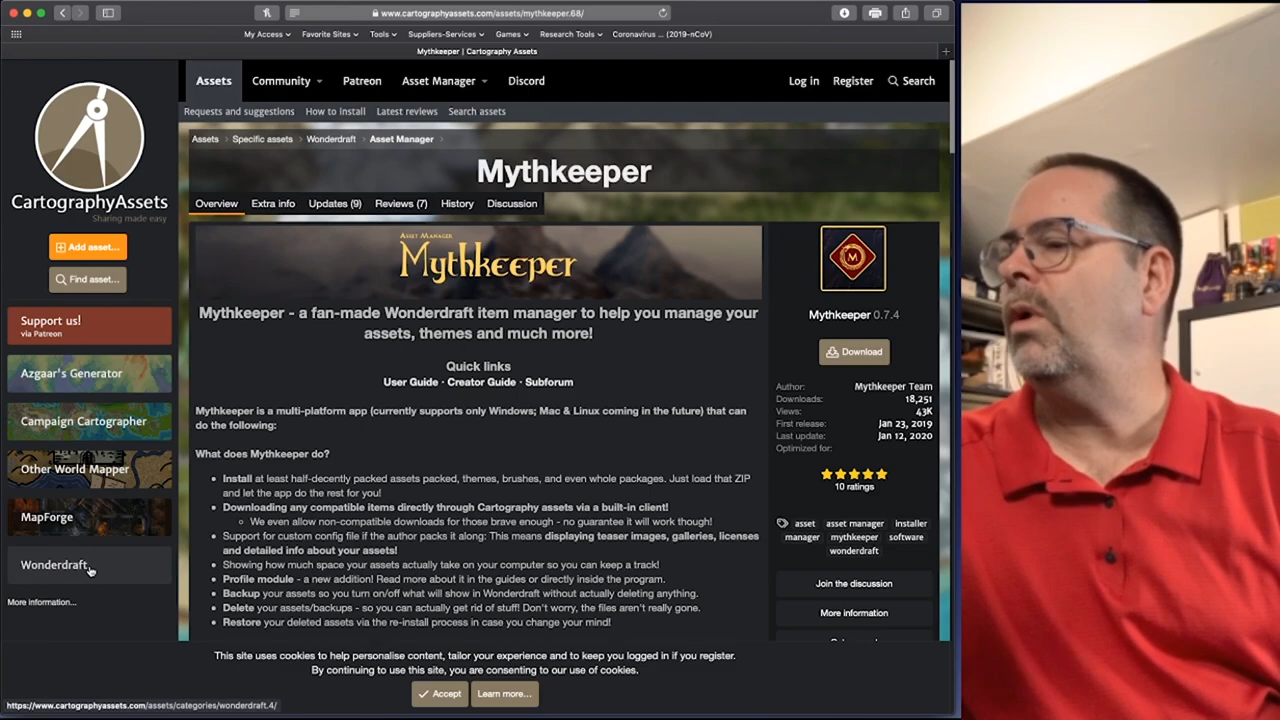 www.cartographyassets.com/assets/mythkeeper.68/
My Access Favorite Sites Tools Suppliers-Services Games Research Tools Coronavirus ... (2019-nCoV)
Mythkeeper | Cartography Assets
CartographyAssets
Sharing made easy
Add asset...
Find asset...
Support us!
via Patreon
Azgaar's Generator
Campaign Cartographer
Other World Mapper
MapForge
Wonderdraft
More information...
Assets Community Patreon Asset Manager Discord Log in Register Search
Requests and suggestions How to install Latest reviews Search assets
Assets Specific assets Wonderdraft Asset Manager
Mythkeeper
Overview Extra info Updates (9) Reviews (7) History Discussion
ASSET MANAGER
Mythkeeper
Mythkeeper - a fan-made Wonderdraft item manager to help you manage your
assets, themes and much more!
Quick links
User Guide · Creator Guide · Subforum
Mythkeeper is a multi-platform app (currently supports only Windows; Mac & Linux coming in the future) that can
do the following:
What does Mythkeeper do?
Install at least half-decently packed assets packed, themes, brushes, and even whole packages. Just load that ZIP
and let the app do the rest for you!
Downloading any compatible items directly through Cartography assets via a built-in client!
We even allow non-compatible downloads for those brave enough - no guarantee it will work though!
Support for custom config file if the author packs it along: This means displaying teaser images, galleries, licenses
and detailed info about your assets!
Showing how much space your assets actually take on your computer so you can keep a track!
Profile module - a new addition! Read more about it in the guides or directly inside the program.
Backup your assets so you turn on/off what will show in Wonderdraft without actually deleting anything.
Delete your assets/backups - so you can actually get rid of stuff! Don't worry, the files aren't really gone.
Restore your deleted assets via the re-install process in case you change your mind!
M
Mythkeeper 0.7.4
Download
Author: Mythkeeper Team
Downloads: 18,251
Views: 43K
First release: Jan 23, 2019
Last update: Jan 12, 2020
Optimized for:
10 ratings
asset asset manager installer
manager mythkeeper software
wonderdraft
Join the discussion
More information
This site uses cookies to help personalise content, tailor your experience and to keep you logged in if you register.
By continuing to use this site, you are consenting to our use of cookies.
Accept Learn more...
https://www.cartographyassets.com/assets/categories/wonderdraft.4/